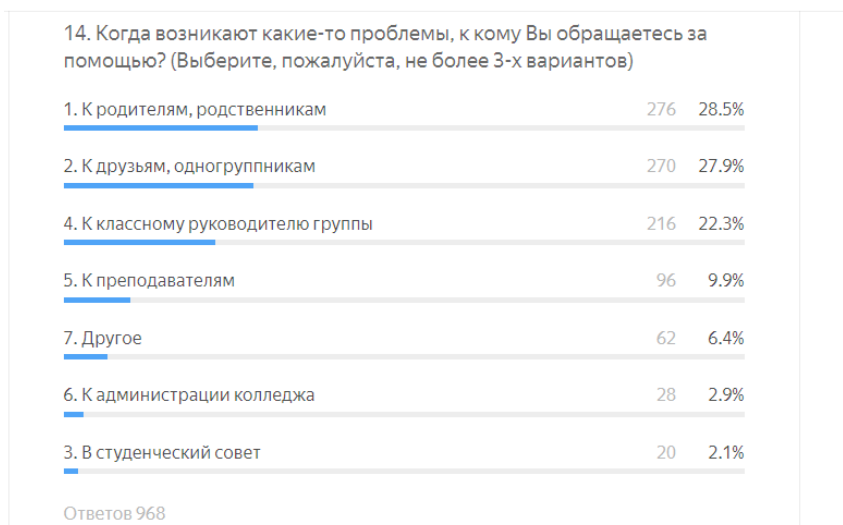 14. Когда возникают какие-то проблемы, к кому Вы обращаетесь за
помощью? (Выберите, пожалуйста, не более 3-х вариантов)
1. К родителям, родственникам 276 28.5%
2. К друзьям, одногруппникам 270 27.9%
4. К классному руководителю группы 216 22.3%
5. К преподавателям 96 9.9%
7. Другое 62 6.4%
6. К администрации колледжа 28 2.9%
3. В студенческий совет 20 2.1%
Ответов 968